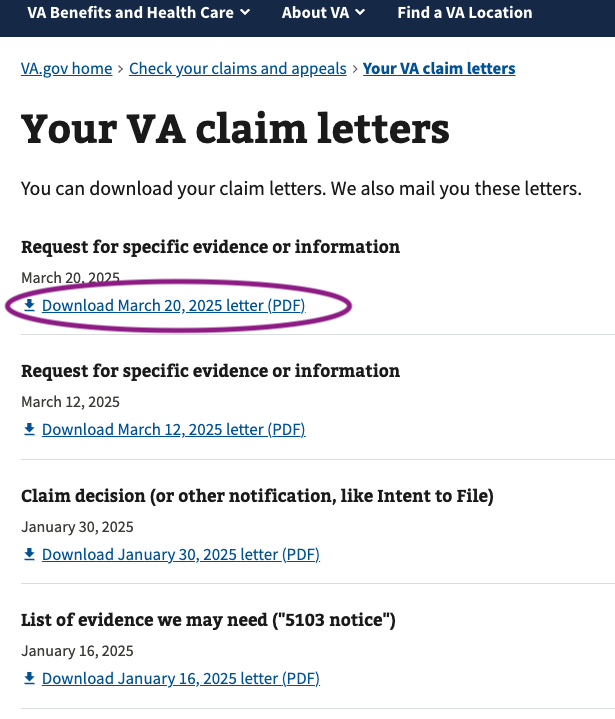 VA Benefits and Health Care About VA Find a VA Location
VA.gov home > Check your claims and appeals > Your VA claim letters
Your VA claim letters
You can download your claim letters. We also mail you these letters.
Request for specific evidence or information
March 20, 2025
Download March 20, 2025 letter (PDF)
Request for specific evidence or information
March 12, 2025
Download March 12, 2025 letter (PDF)
Claim decision (or other notification, like Intent to File)
January 30, 2025
Download January 30, 2025 letter (PDF)
List of evidence we may need ("5103 notice")
January 16, 2025
Download January 16, 2025 letter (PDF)